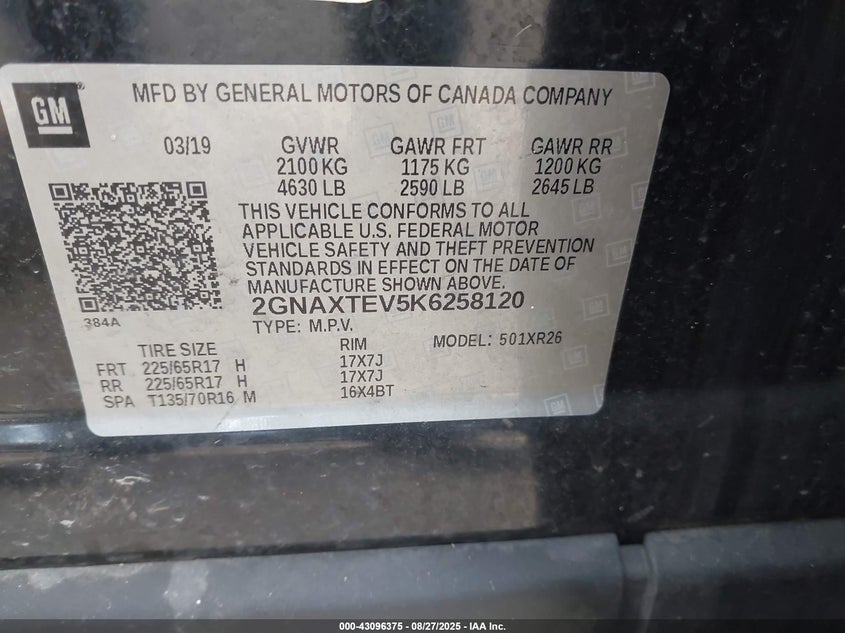 GM
MFD BY GENERAL MOTORS OF CANADA COMPANY
03/19 GVWR GAWR FRT GAWR RR
2100 KG 1175 KG 1200 KG
4630 LB 2590 LB 2645 LB
THIS VEHICLE CONFORMS TO ALL
APPLICABLE U.S. FEDERAL MOTOR
VEHICLE SAFETY AND THEFT PREVENTION
STANDARDS IN EFFECT ON THE DATE OF
MANUFACTURE SHOWN ABOVE.
2GNAXTEV5K6258120
384A
TYPE: M.P.V. MODEL: 501XR26
TIRE SIZE RIM
FRT 225/65R17 H 17X7J
RR 225/65R17 H 17X7J
SPA T135/70R16 M 16X4BT
000-43096375 | 08/27/2025 | IAA Inc.